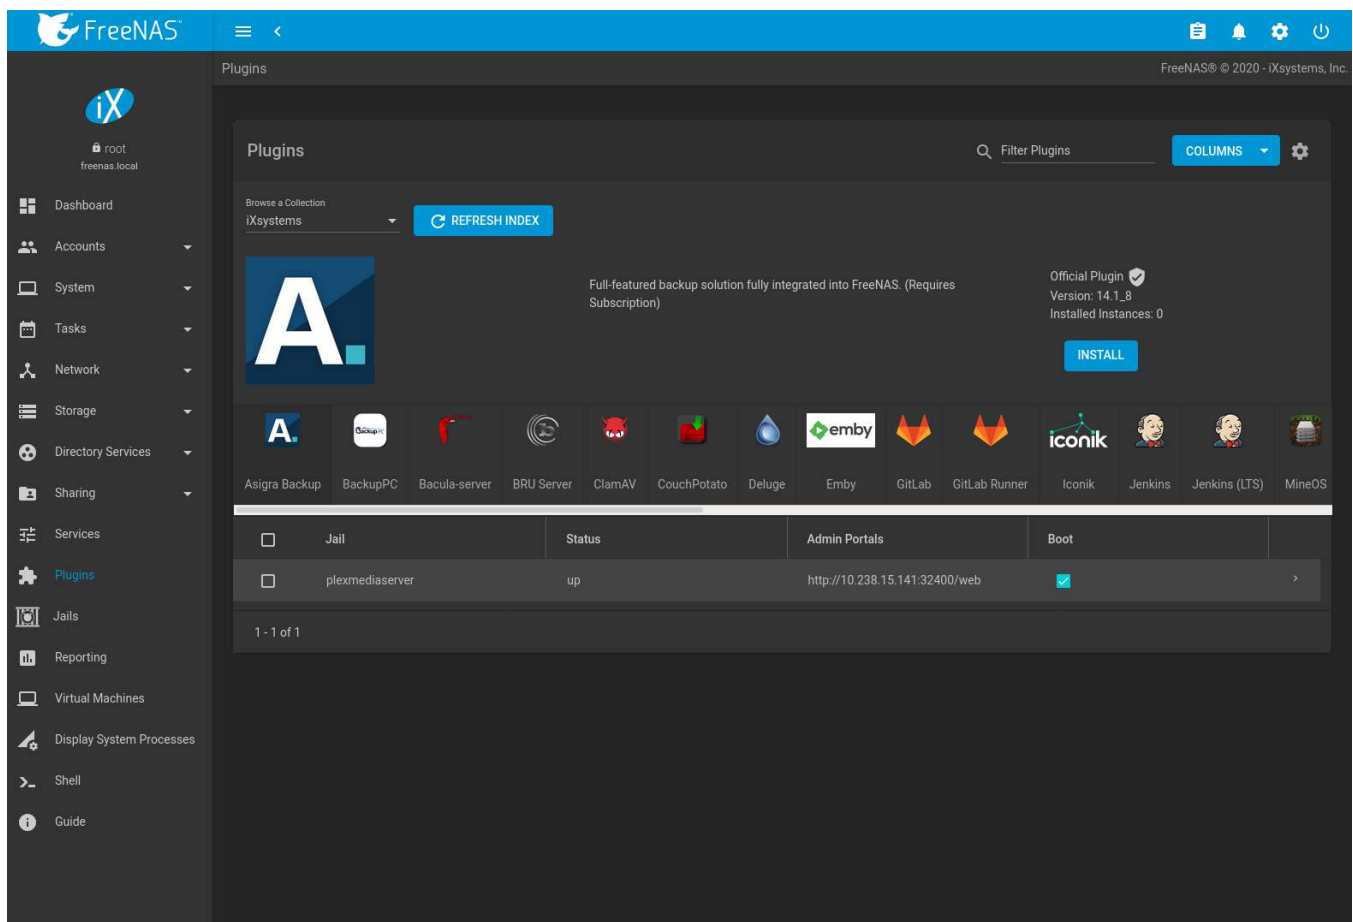 FreeNAS®
Plugins
FreeNAS® © 2020 - iXsystems, Inc.
iX
root
freenas.local
Dashboard
Accounts
System
Tasks
Network
Storage
Directory Services
Sharing
Services
Plugins
Jails
Reporting
Virtual Machines
Display System Processes
Shell
Guide
Plugins
Filter Plugins
COLUMNS
Browse a Collection
iXsystems
REFRESH INDEX
A.
Full-featured backup solution fully integrated into FreeNAS. (Requires
Subscription)
Official Plugin
Version: 14.1_8
Installed Instances: 0
INSTALL
A.
BackupPC
emby
iconik
Asigra Backup
BackupPC
Bacula-server
BRU Server
ClamAV
CouchPotato
Deluge
Emby
GitLab
GitLab Runner
Iconik
Jenkins
Jenkins (LTS)
MineOS
Jail
Status
Admin Portals
Boot
plexmediaserver
up
http://10.238.15.141:32400/web
1 - 1 of 1